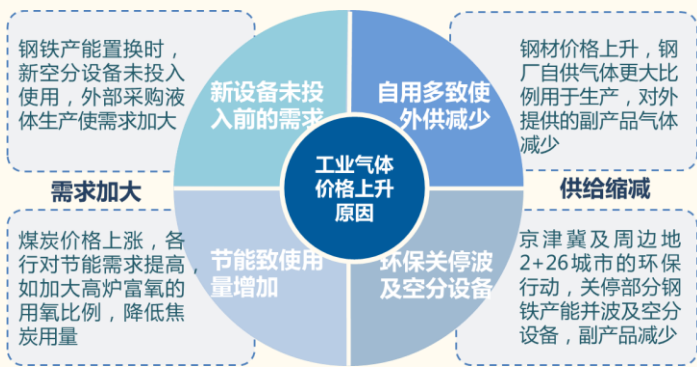 钢铁产能置换时，
新空分设备未投入
使用，外部采购液
体生产使需求加大
新设备未投
入前的需求
自用多致使
外供减少
钢材价格上升，钢
厂自供气体更大比
例用于生产，对外
提供的副产品气体
减少
需求加大
工业气体
价格上升
原因
供给缩减
煤炭价格上涨，各
行对节能需求提高，
如加大高炉富氧的
用氧比例，降低焦
炭用量
节能致使用
量增加
环保关停波
及空分设备
京津冀及周边地
2+26城市的环保
行动，关停部分钢
铁产能并波及空分
设备，副产品减少